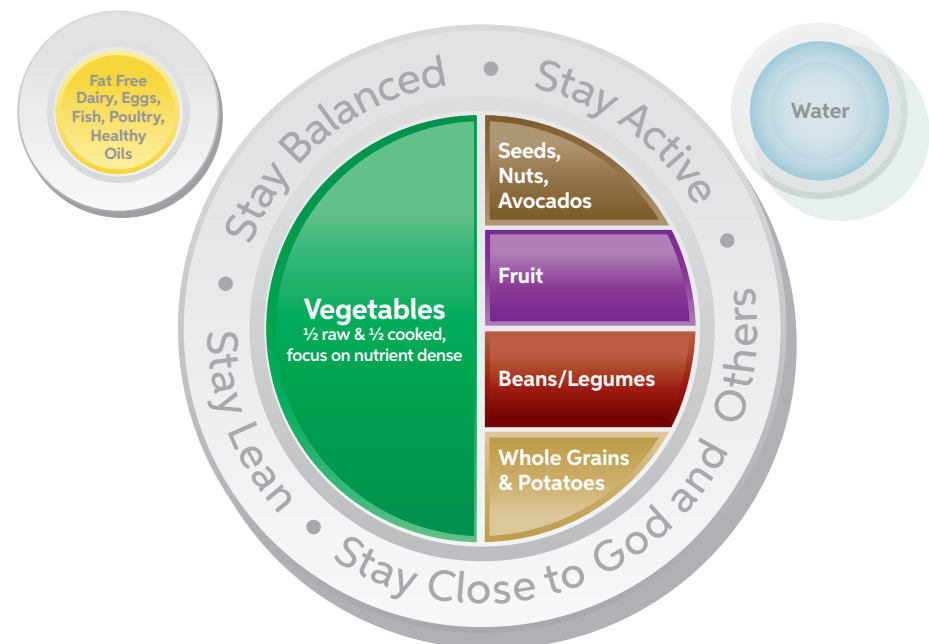 Fat Free
Dairy, Eggs,
Fish, Poultry,
Healthy
Oils
Stay Balanced • Stay Active • Stay Close to God and Others • Stay Lean •
Water
Vegetables
½ raw & ½ cooked,
focus on nutrient dense
Seeds,
Nuts,
Avocados
Fruit
Beans/Legumes
Whole Grains
& Potatoes